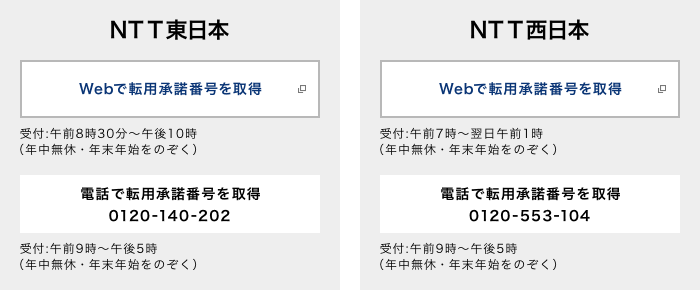 NTT東日本
Webで転用承諾番号を取得
受付:午前8時30分～午後10時
(年中無休・年末年始をのぞく)
電話で転用承諾番号を取得
0120-140-202
受付:午前9時～午後5時
(年中無休・年末年始をのぞく)
NTT西日本
Webで転用承諾番号を取得
受付:午前7時～翌日午前1時
(年中無休・年末年始をのぞく)
電話で転用承諾番号を取得
0120-553-104
受付:午前9時～午後5時
(年中無休・年末年始をのぞく)